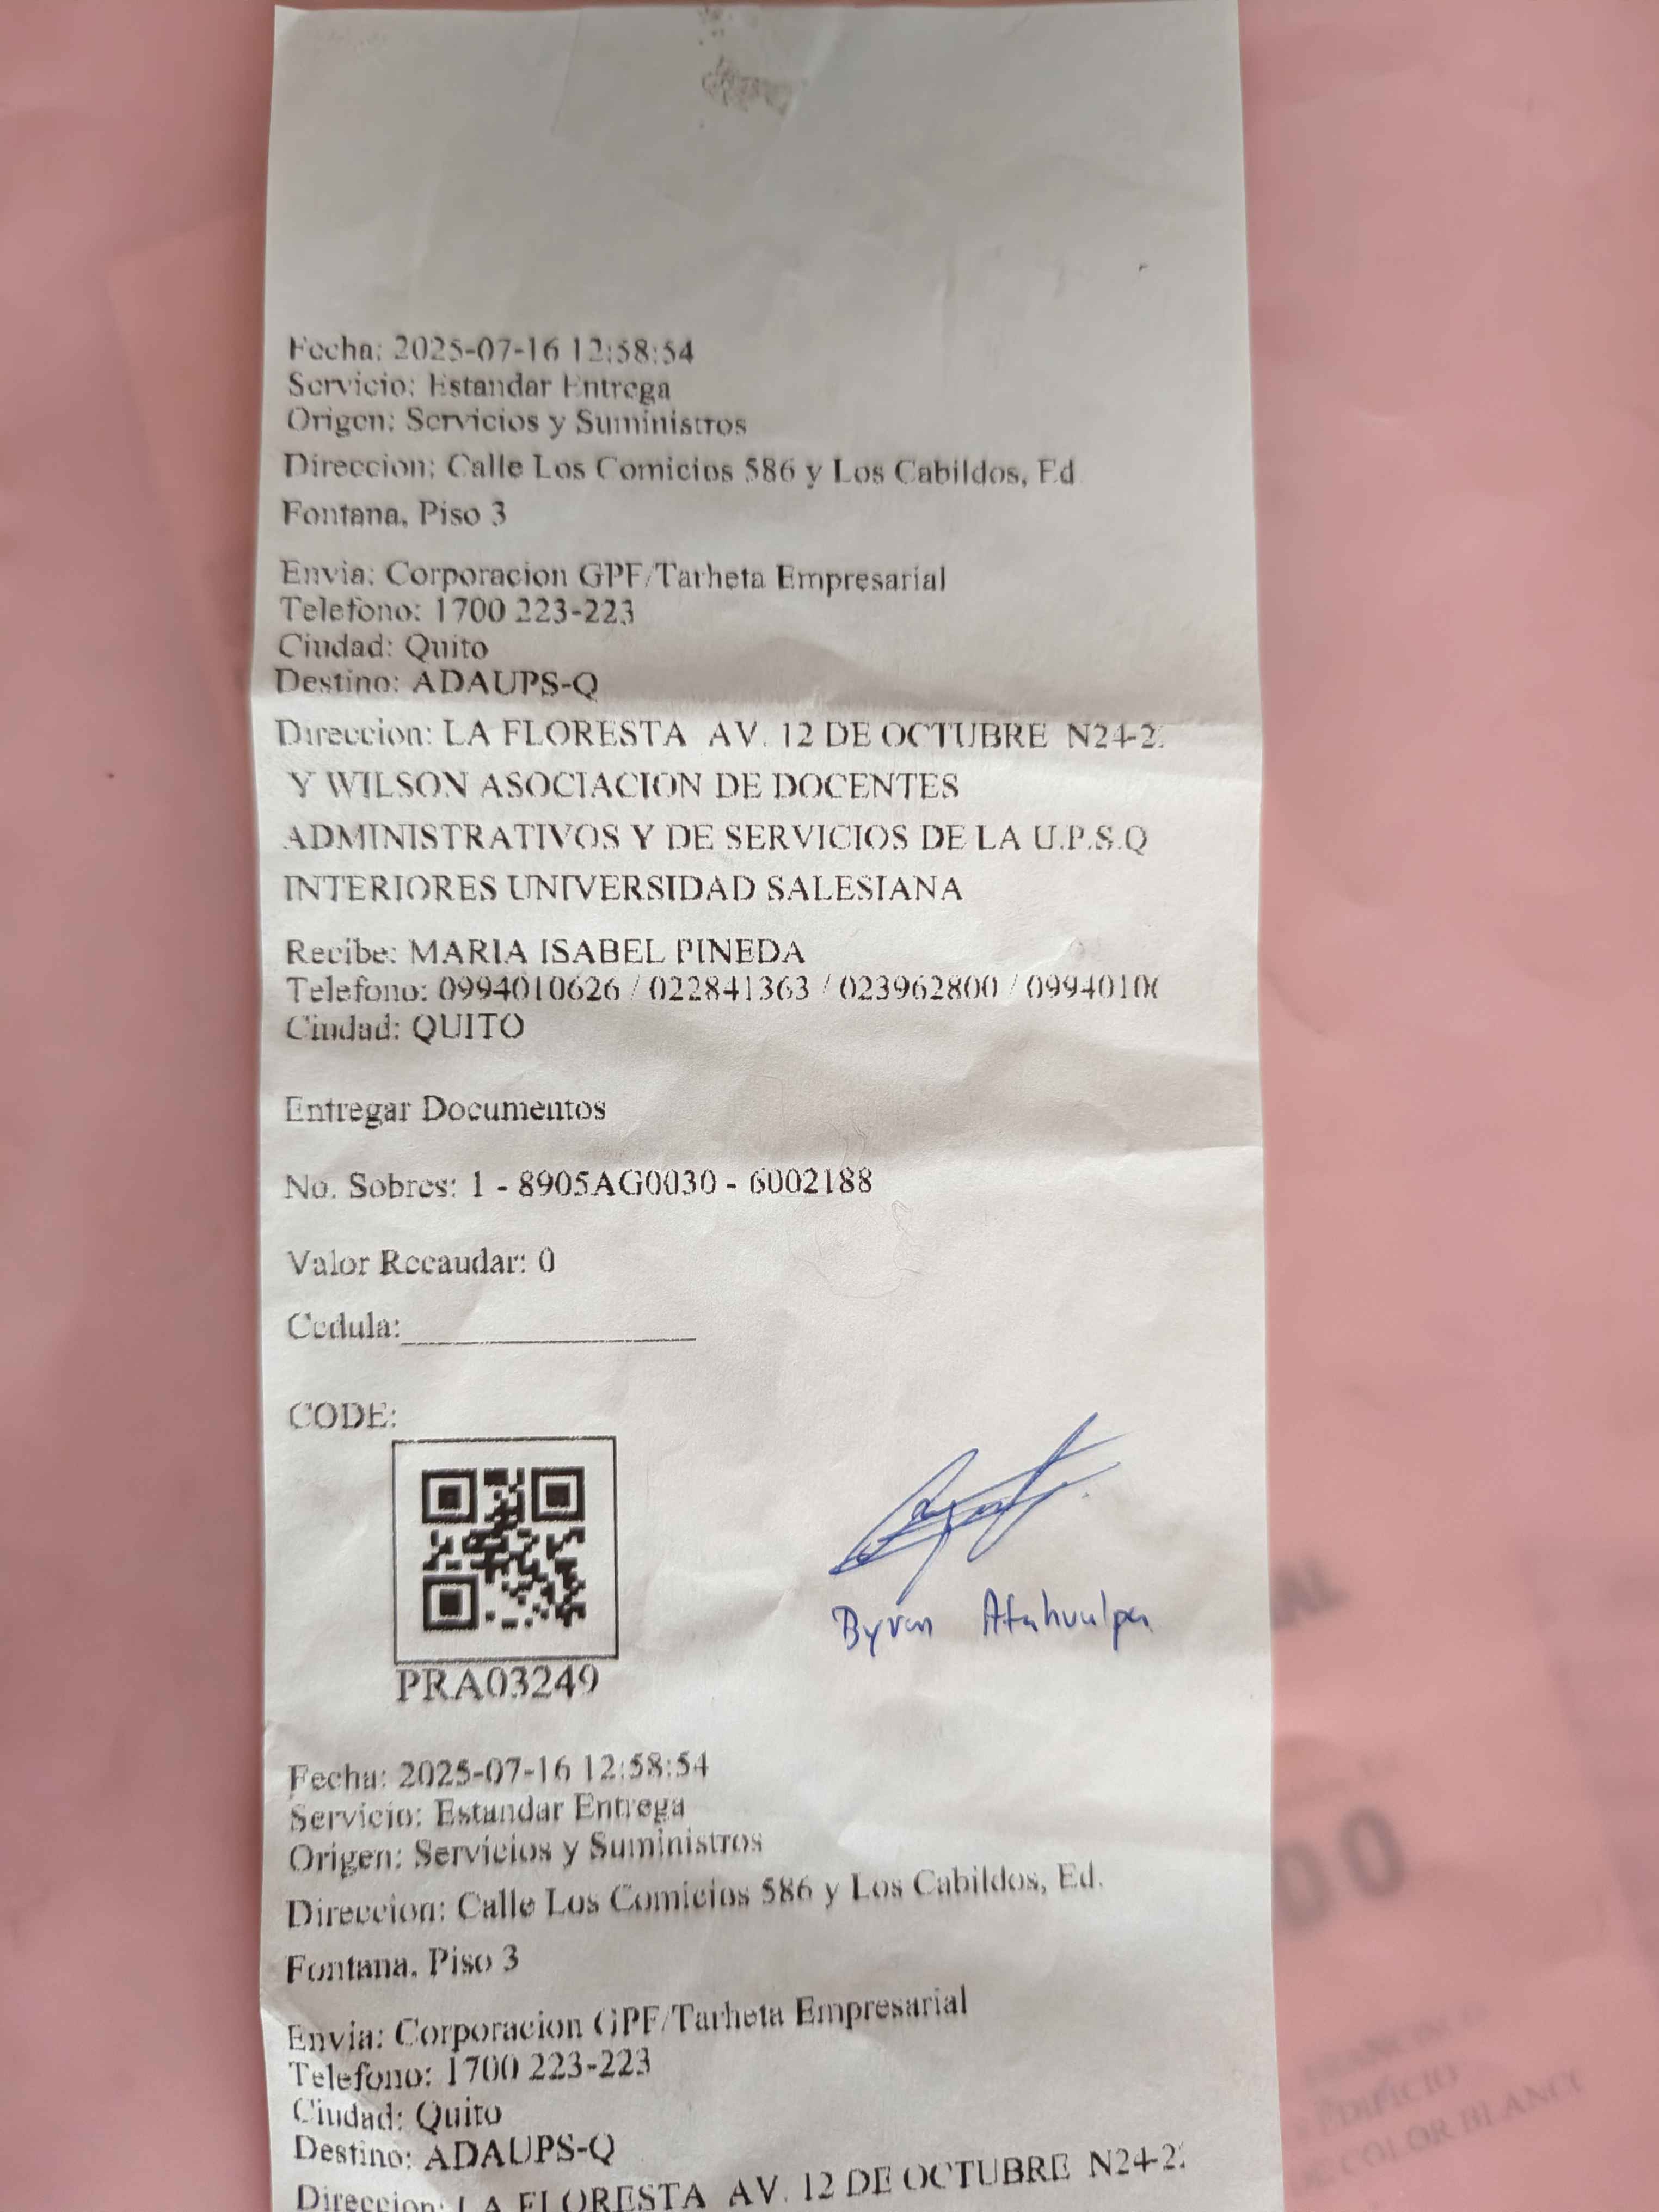 Fecha: 2025-07-16 12:58:54
Servicio: Estandar Entrega
Origen: Servicios y Suministros
Direccion: Calle Los Comicios 586 y Los Cabildos, Ed.
Fontana, Piso 3
Envia: Corporacion GPF/Tarheta Empresarial
Telefono: 1700 223-223
Ciudad: Quito
Destino: ADAUPS-Q
Direccion: LA FLORESTA AV. 12 DE OCTUBRE N24-2
Y WILSON ASOCIACION DE DOCENTES
ADMINISTRATIVOS Y DE SERVICIOS DE LA U.P.S.Q
INTERIORES UNIVERSIDAD SALESIANA
Recibe: MARIA ISABEL PINEDA
Telefono: 0994010626 / 022841363 / 023962800 / 0994010
Ciudad: QUITO
Entregar Documentos
No. Sobres: 1 - 8905AG0030 - 6002188
Valor Recaudar: 0
Cedula:
CODE:
Byron Atahualpa
PRA03249
Fecha: 2025-07-16 12:58:54
Servicio: Estandar Entrega
Origen: Servicios y Suministros
Direccion: Calle Los Comicios 586 y Los Cabildos, Ed.
Fontana, Piso 3
Envia: Corporacion GPF/Tarheta Empresarial
Telefono: 1700 223-223
Ciudad: Quito
Destino: ADAUPS-Q
Direccion: LA FLORESTA AV. 12 DE OCTUBRE N24-2
EDIFICIO
COLOR BLANC